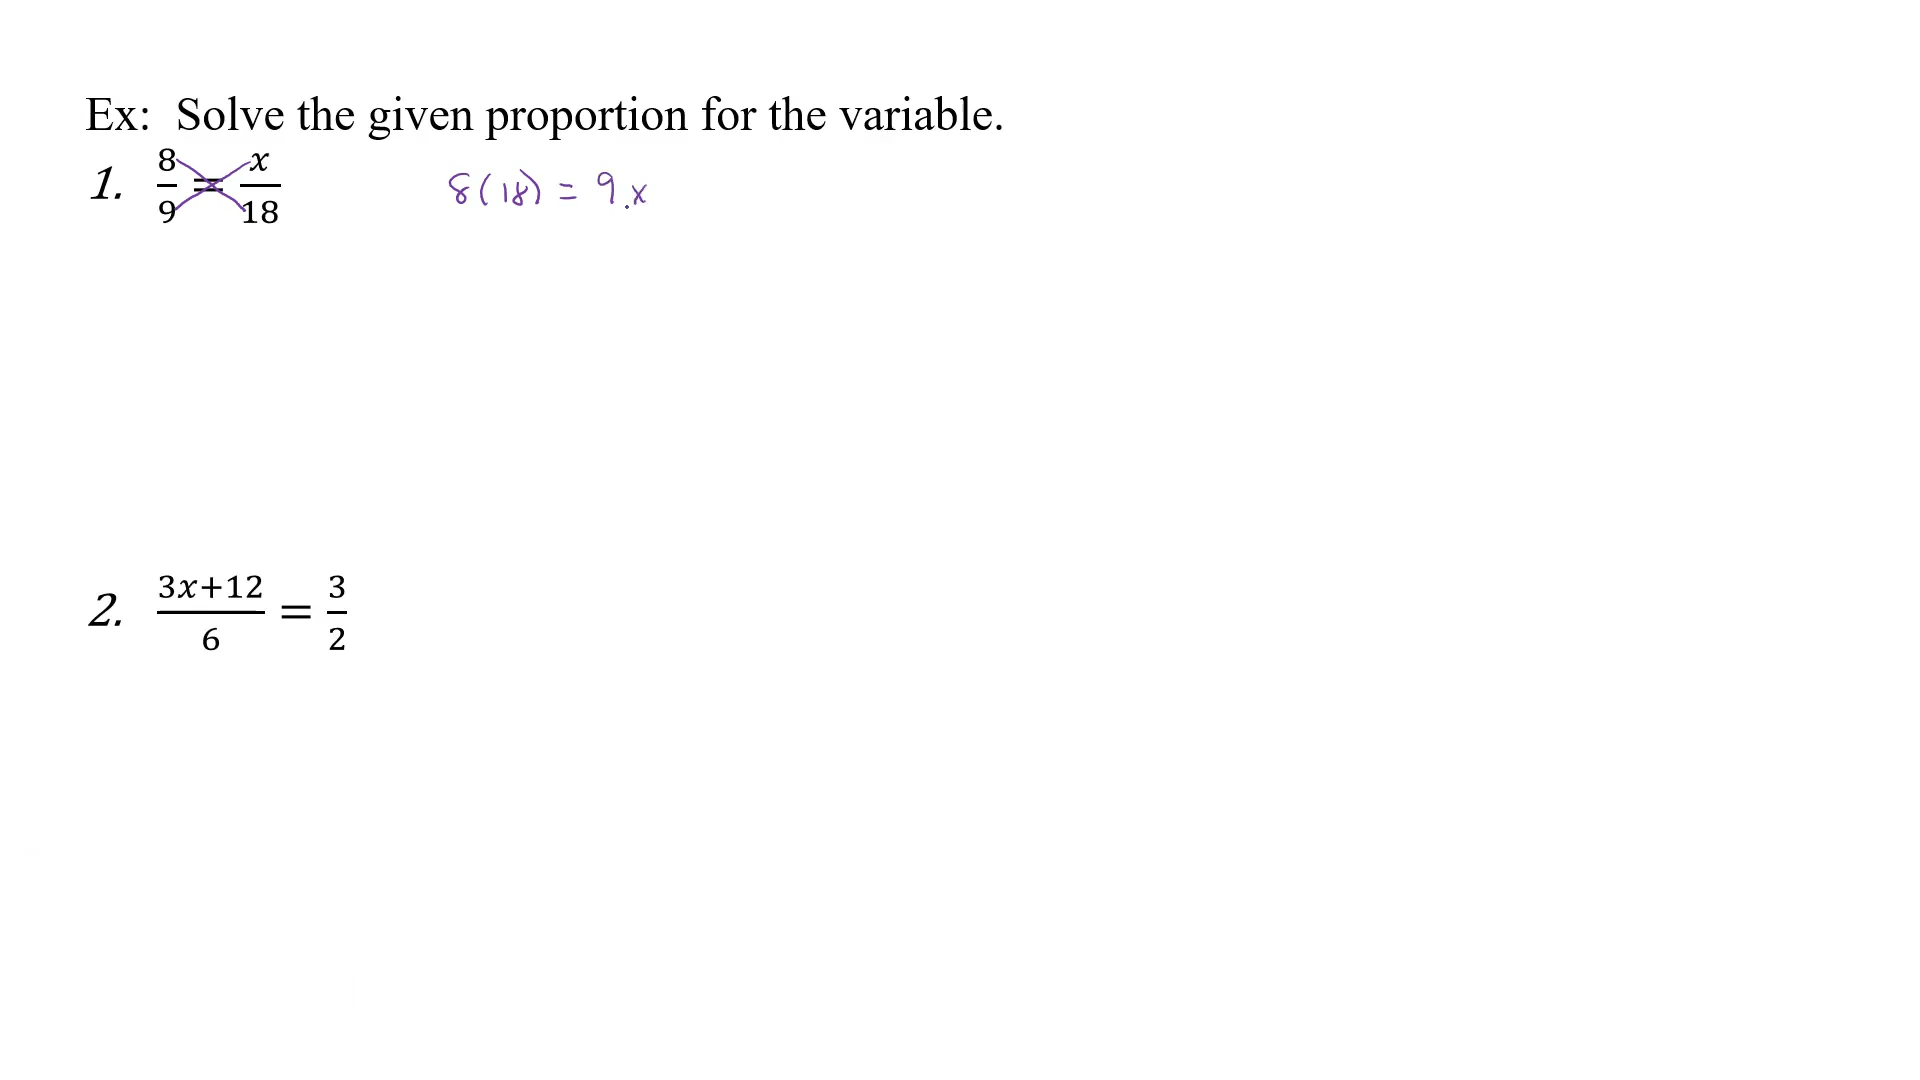 Ex: Solve the given proportion for the variable.
1. 8/9 = x/18 8(18) = 9.x
2. 3x+12/6 = 3/2